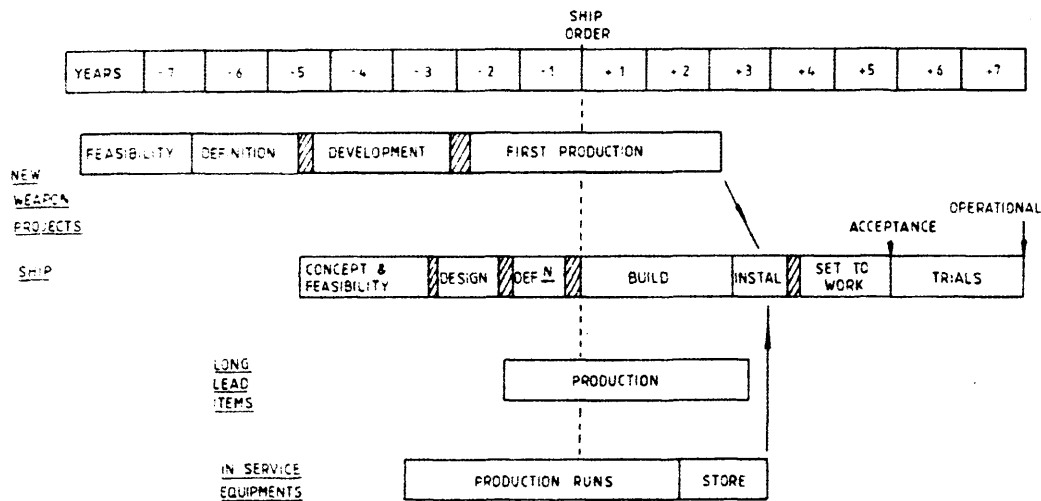 SHIP
ORDER
YEARS -7 -6 -5 -4 -3 -2 -1 +1 +2 +3 +4 +5 +6 +7
FEASIBILITY DEFINITION DEVELOPMENT FIRST PRODUCTION
NEW
WEAPON
PROJECTS
OPERATIONAL
ACCEPTANCE
SHIP
CONCEPT &
FEASIBILITY
DESIGN
DEF N
BUILD
INSTAL
SET TO
WORK
TRIALS
LONG
LEAD
ITEMS
PRODUCTION
IN SERVICE
EQUIPMENTS
PRODUCTION RUNS STORE